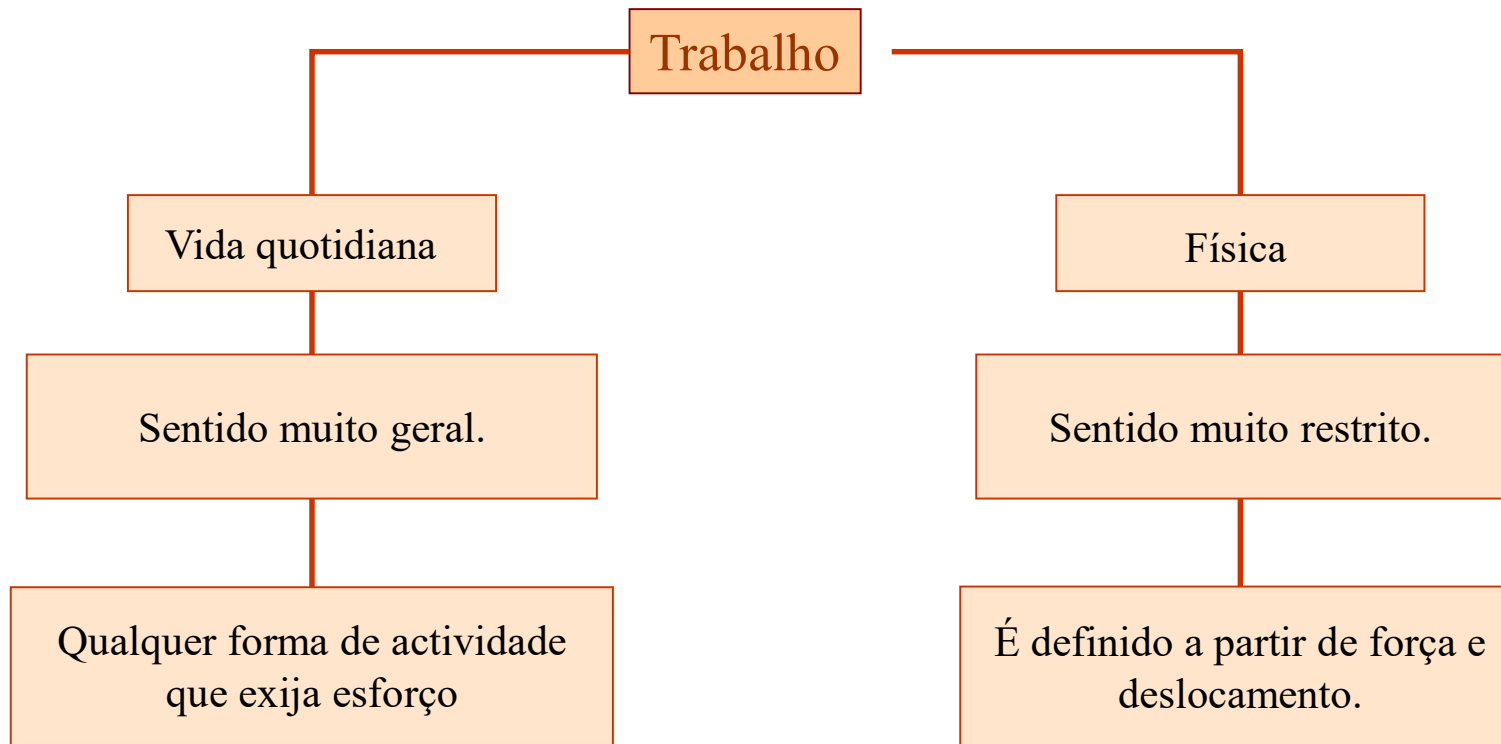 Trabalho
Vida quotidiana
Física
Sentido muito geral.
Sentido muito restrito.
Qualquer forma de actividade
que exija esforço
É definido a partir de força e
deslocamento.